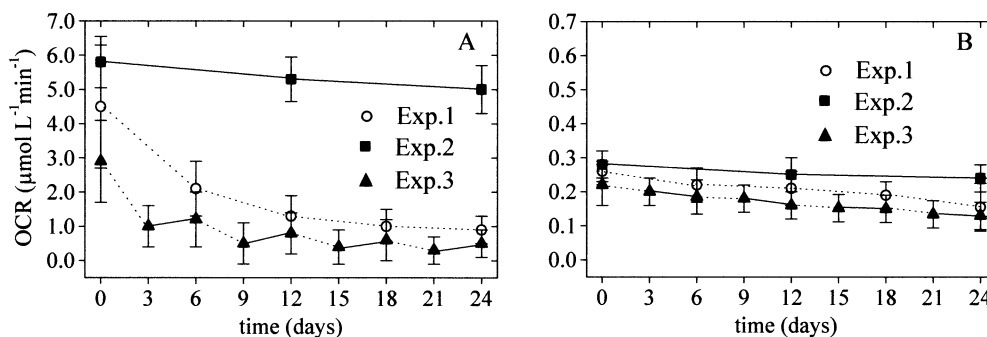 A
OCR (μmol L⁻¹min⁻¹)
7.0
6.0
5.0
4.0
3.0
2.0
1.0
0.0
Exp.1
Exp.2
Exp.3
0 3 6 9 12 15 18 21 24
time (days)
B
0.7
0.6
0.5
0.4
0.3
0.2
0.1
0.0
Exp.1
Exp.2
Exp.3
0 3 6 9 12 15 18 21 24
time (days)